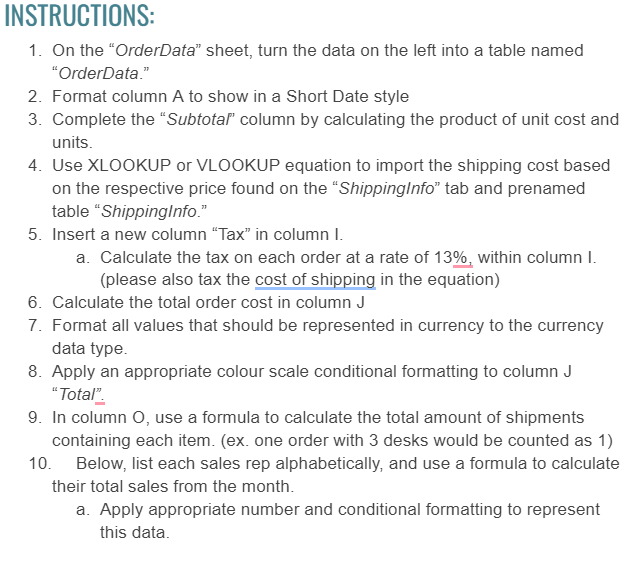 INSTRUCTIONS:
1. On the “OrderData” sheet, turn the data on the left into a table named
“OrderData.”
2. Format column A to show in a Short Date style
3. Complete the “Subtotal” column by calculating the product of unit cost and
units.
4. Use XLOOKUP or VLOOKUP equation to import the shipping cost based
on the respective price found on the “ShippingInfo” tab and prenamed
table “ShippingInfo.”
5. Insert a new column “Tax” in column I.
a. Calculate the tax on each order at a rate of 13%, within column I.
(please also tax the cost of shipping in the equation)
6. Calculate the total order cost in column J
7. Format all values that should be represented in currency to the currency
data type.
8. Apply an appropriate colour scale conditional formatting to column J
“Total”.
9. In column O, use a formula to calculate the total amount of shipments
containing each item. (ex. one order with 3 desks would be counted as 1)
10. Below, list each sales rep alphabetically, and use a formula to calculate
their total sales from the month.
a. Apply appropriate number and conditional formatting to represent
this data.